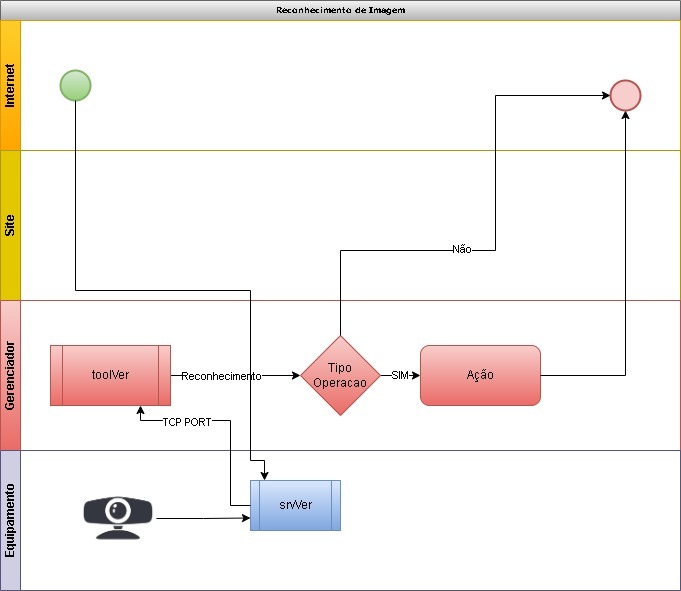 Reconhecimento de Imagem
Internet
Site
Não
Gerenciador
toolVer
Reconhecimento
Tipo
Operacao
SIM
Ação
TCP PORT
Equipamento
srvVer